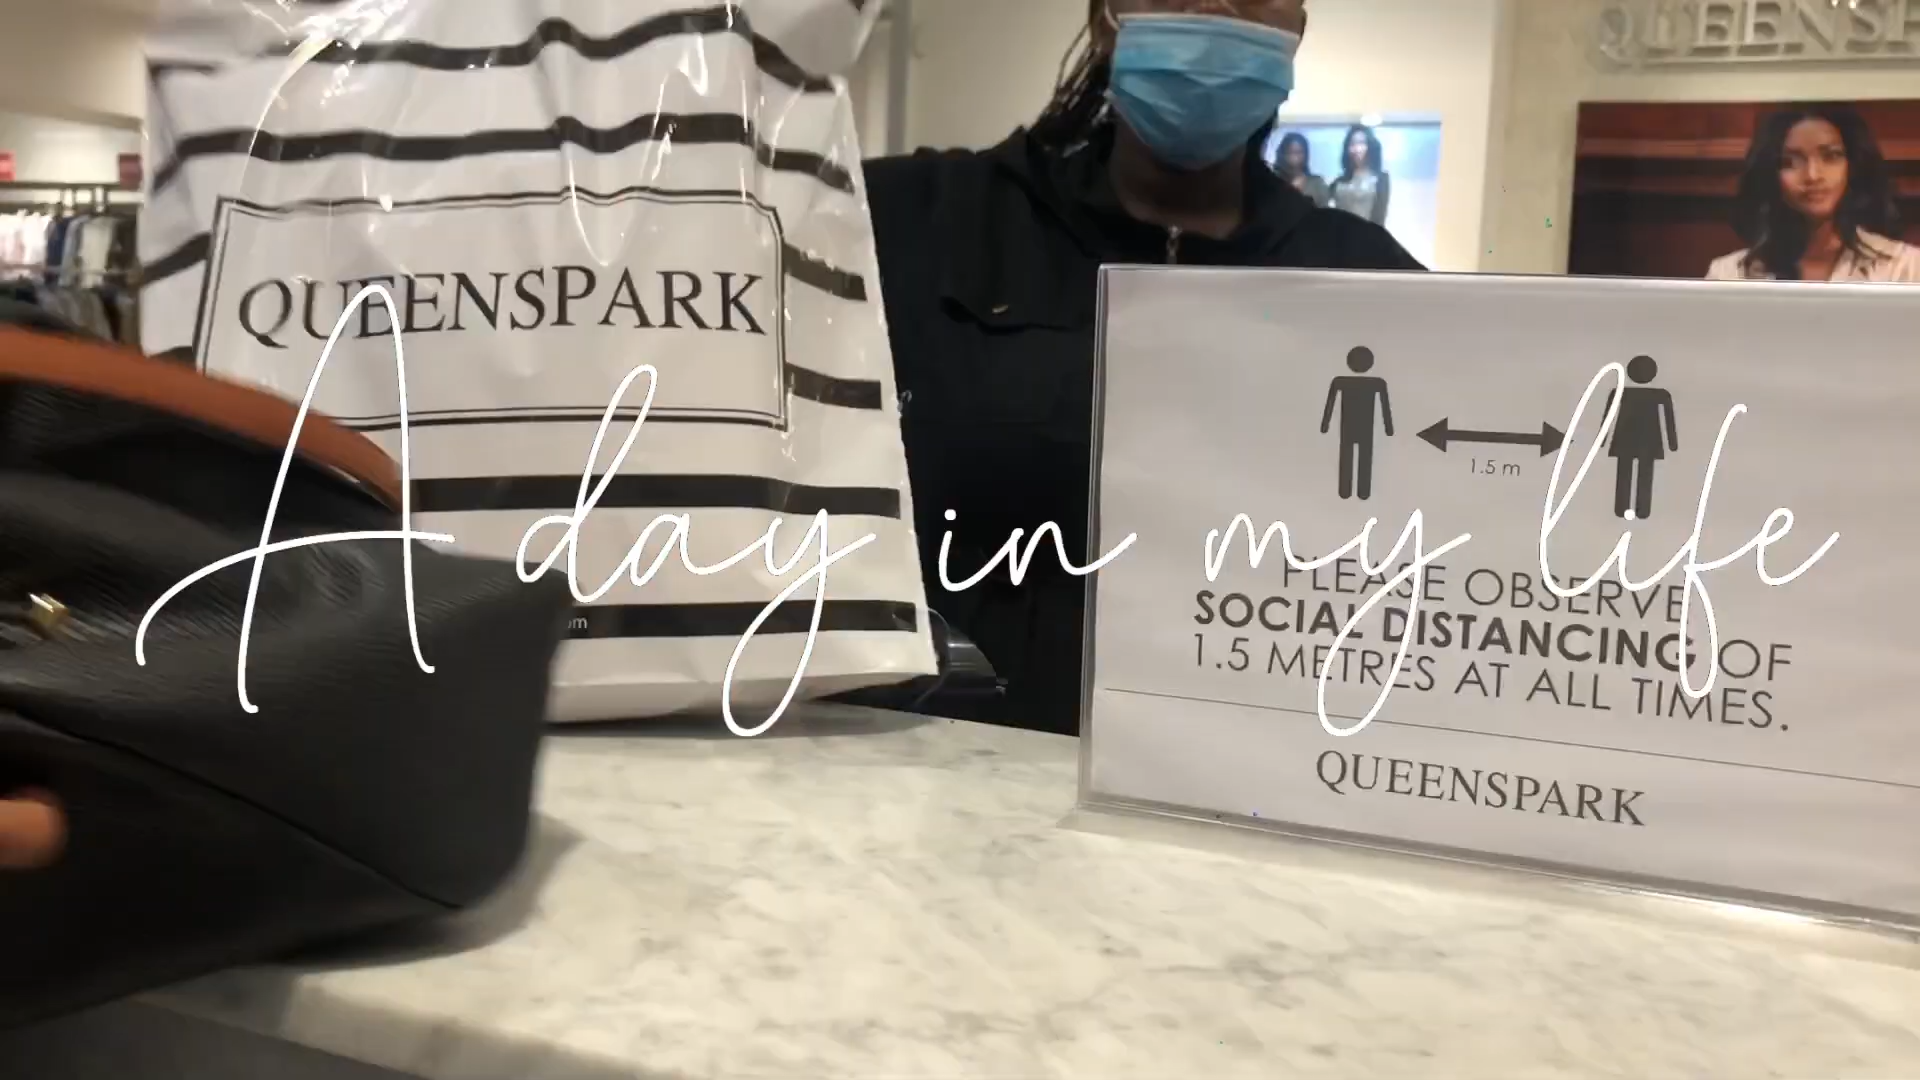 QUEENSH
QUEENSPARK
A day in my life
1.5 m
PLEASE OBSERVE
SOCIAL DISTANCING OF
1.5 METRES AT ALL TIMES.
QUEENSPARK